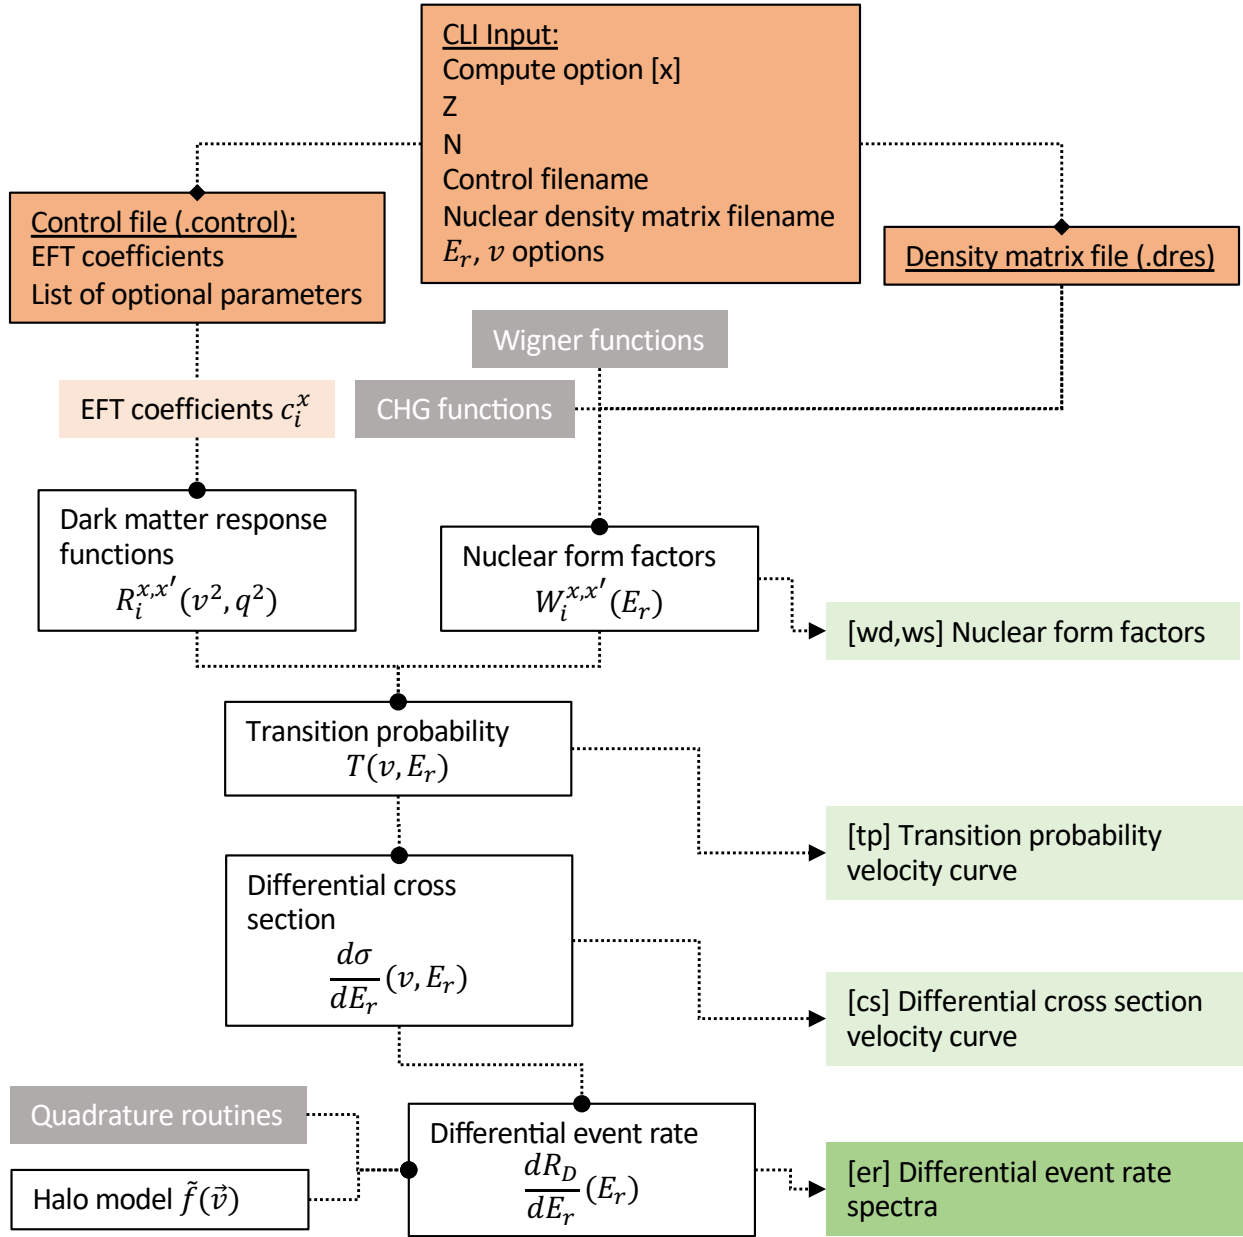 CLI Input:
Compute option [x]
Z
N
Control filename
Nuclear density matrix filename
E_r, v options
Control file (.control):
EFT coefficients
List of optional parameters
Density matrix file (.dres)
Wigner functions
EFT coefficients c_i^x
CHG functions
Dark matter response
functions
R_i^{x,x′}(v², q²)
Nuclear form factors
W_i^{x,x′}(E_r)
[wd,ws] Nuclear form factors
Transition probability
T(v, E_r)
[tp] Transition probability
velocity curve
Differential cross
section
dσ/dE_r (v, E_r)
[cs] Differential cross section
velocity curve
Quadrature routines
Halo model f̃(v⃗)
Differential event rate
dR_D/dE_r (E_r)
[er] Differential event rate
spectra